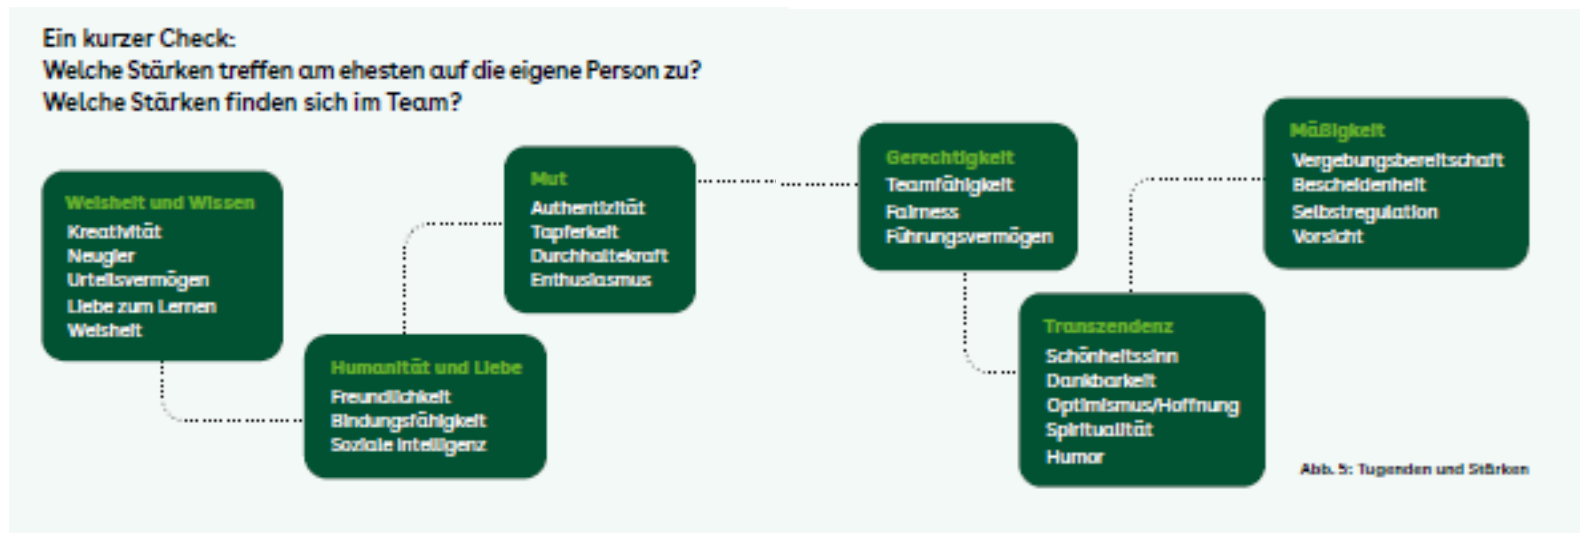 Ein kurzer Check:
Welche Stärken treffen am ehesten auf die eigene Person zu?
Welche Stärken finden sich im Team?
Weisheit und Wissen
Kreativität
Neugier
Urteilsvermögen
Liebe zum Lernen
Weisheit
Humanität und Liebe
Freundlichkeit
Bindungsfähigkeit
Soziale Intelligenz
Mut
Authentizität
Tapferkeit
Durchhaltekraft
Enthusiasmus
Gerechtigkeit
Teamfähigkeit
Fairness
Führungsvermögen
Transzendenz
Schönheitssinn
Dankbarkeit
Optimismus/Hoffnung
Spiritualität
Humor
Mäßigkeit
Vergebungsbereitschaft
Bescheidenheit
Selbstregulation
Vorsicht
Abb. 5: Tugenden und Stärken